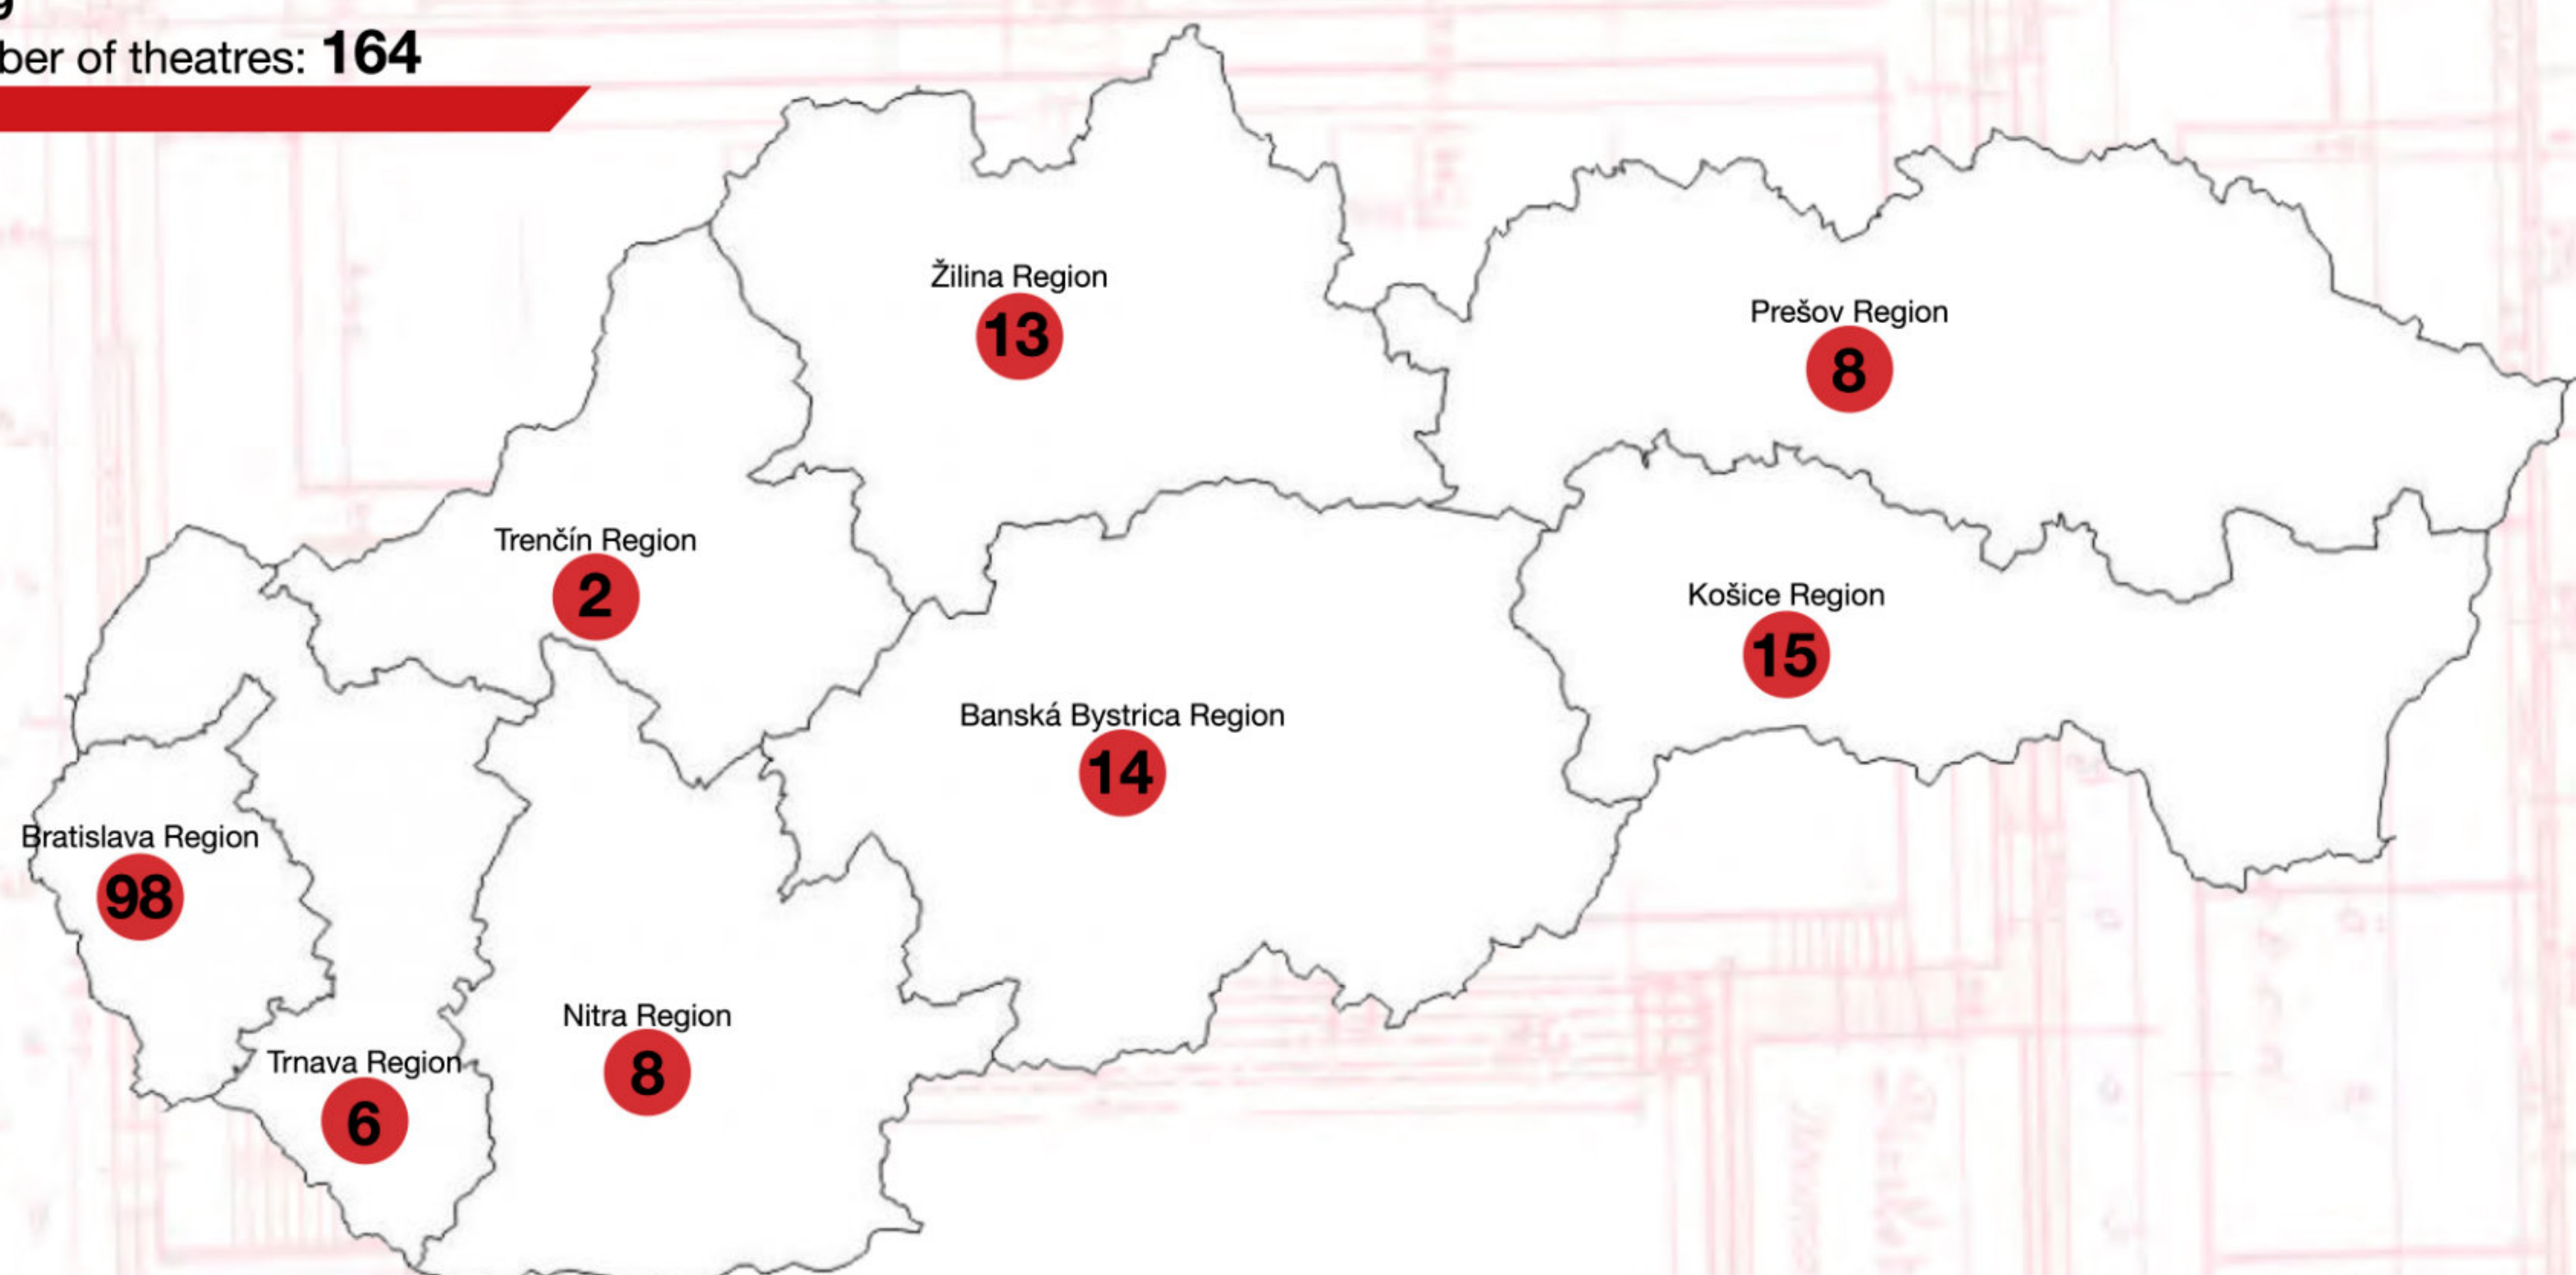 ber of theatres: 164
Žilina Region
13
Prešov Region
8
Trenčín Region
2
Košice Region
15
Banská Bystrica Region
14
Bratislava Region
98
Nitra Region
8
Trnava Region
6